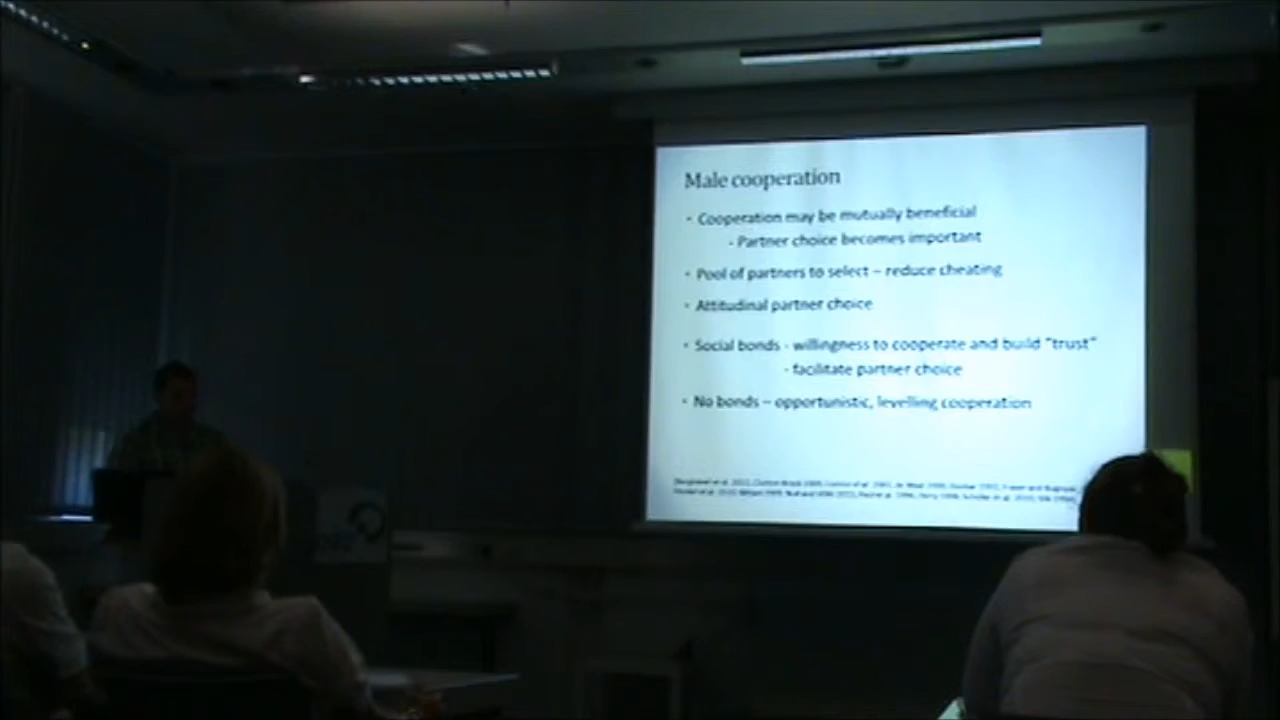 Male cooperation
• Cooperation may be mutually beneficial
- Partner choice becomes important
• Pool of partners to select – reduce cheating
• Attitudinal partner choice
• Social bonds - willingness to cooperate and build "trust"
- facilitate partner choice
• No bonds – opportunistic, levelling cooperation